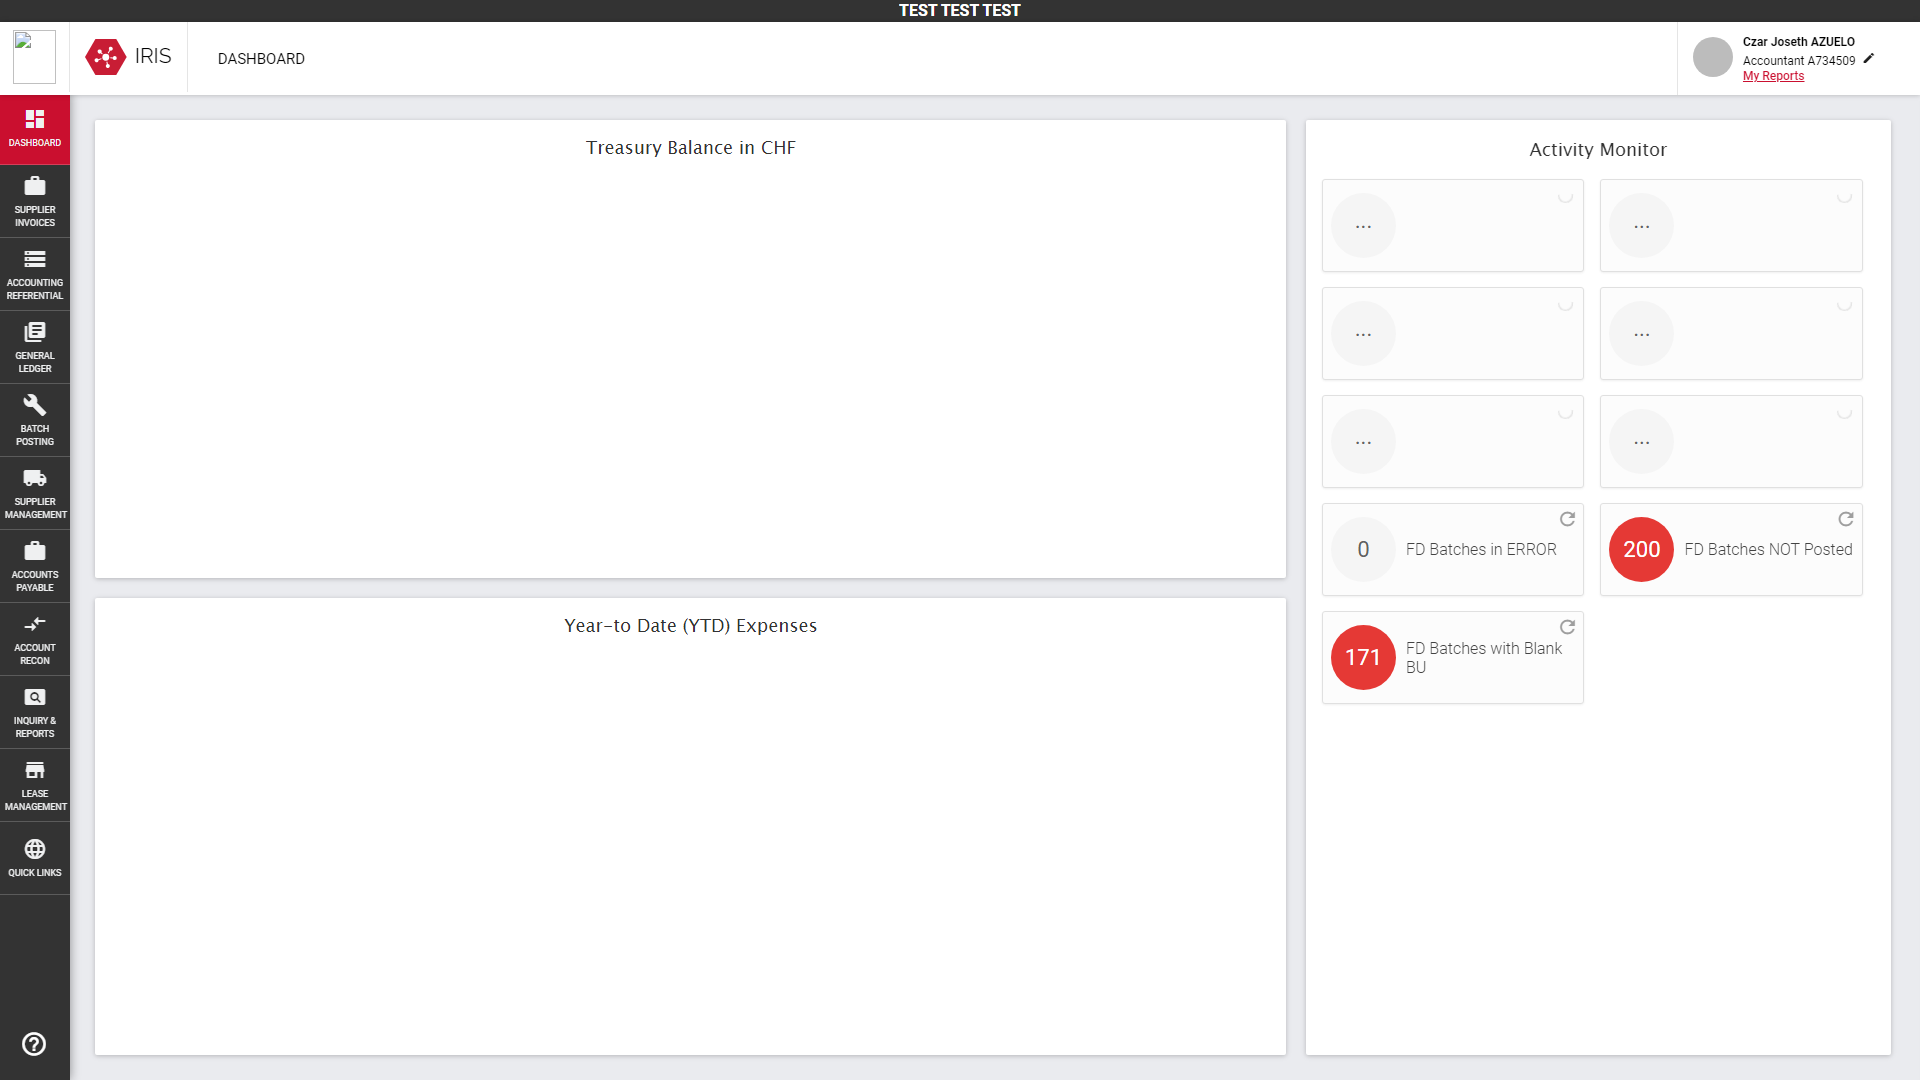 TEST TEST TEST
IRIS
DASHBOARD
Czar Joseth AZUELO
Accountant A734509
My Reports
DASHBOARD
SUPPLIER
INVOICES
ACCOUNTING
REFERENTIAL
GENERAL
LEDGER
BATCH
POSTING
SUPPLIER
MANAGEMENT
ACCOUNTS
PAYABLE
ACCOUNT
RECON
INQUIRY &
REPORTS
LEASE
MANAGEMENT
QUICK LINKS
Treasury Balance in CHF
Year-to Date (YTD) Expenses
Activity Monitor
...
...
...
...
...
...
0 FD Batches in ERROR
200 FD Batches NOT Posted
171 FD Batches with Blank
BU